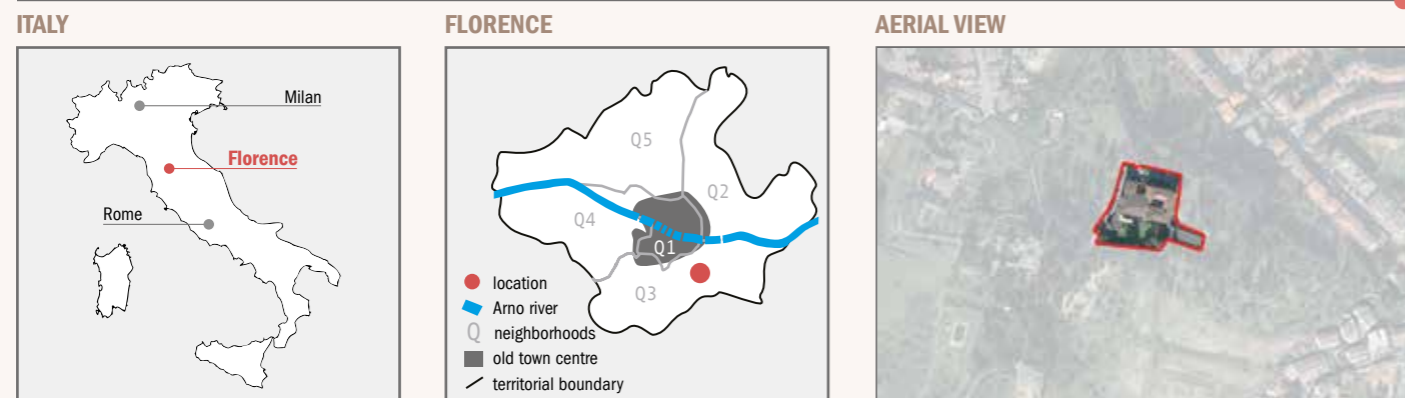 ITALY
Milan
Florence
Rome
FLORENCE
Q5
Q2
Q4
Q1
Q3
location
Arno river
Q neighborhoods
old town centre
territorial boundary
AERIAL VIEW